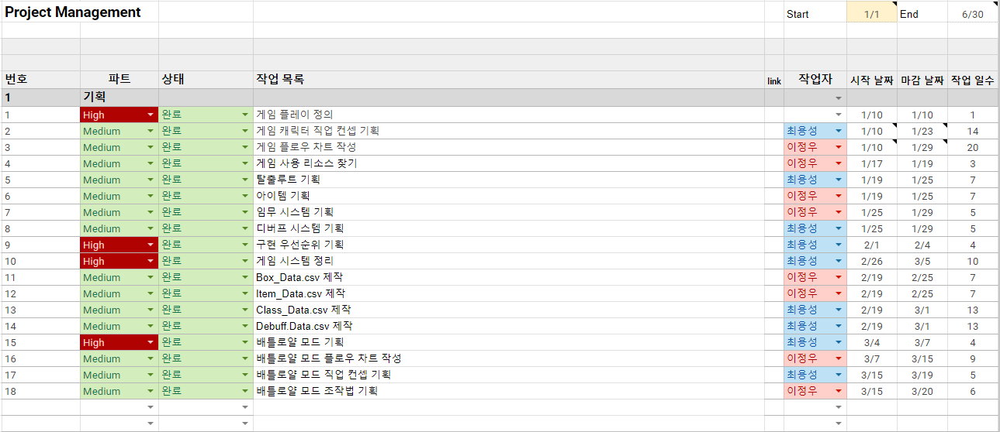 Project Management Start 1/1 End 6/30
번호 파트 상태 작업 목록 link 작업자 시작 날짜 마감 날짜 작업 일수
1 기획
1 High 완료 게임 플레이 정의 1/10 1/10 1
2 Medium 완료 게임 캐릭터 직업 컨셉 기획 최용성 1/10 1/23 14
3 Medium 완료 게임 플로우 차트 작성 이정우 1/10 1/29 20
4 Medium 완료 게임 사용 리소스 찾기 이정우 1/17 1/19 3
5 Medium 완료 탈출루트 기획 최용성 1/19 1/25 7
6 Medium 완료 아이템 기획 이정우 1/19 1/25 7
7 Medium 완료 임무 시스템 기획 이정우 1/25 1/29 5
8 Medium 완료 디버프 시스템 기획 최용성 1/25 1/29 5
9 High 완료 구현 우선순위 기획 최용성 2/1 2/4 4
10 High 완료 게임 시스템 정리 최용성 2/26 3/5 10
11 Medium 완료 Box_Data.csv 제작 이정우 2/19 2/25 7
12 Medium 완료 Item_Data.csv 제작 이정우 2/19 2/25 7
13 Medium 완료 Class_Data.csv 제작 최용성 2/19 3/1 13
14 Medium 완료 Debuff.Data.csv 제작 최용성 2/19 3/1 13
15 High 완료 배틀로얄 모드 기획 최용성 3/4 3/7 4
16 Medium 완료 배틀로얄 모드 플로우 차트 작성 이정우 3/7 3/15 9
17 Medium 완료 배틀로얄 모드 직업 컨셉 기획 최용성 3/15 3/19 5
18 Medium 완료 배틀로얄 모드 조작법 기획 이정우 3/15 3/20 6